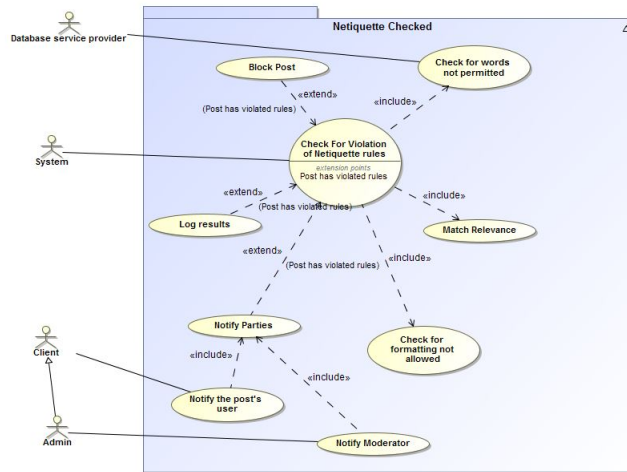 Netiquette Checked
Database service provider
Block Post
Check for words
not permitted
«extend»
(Post has violated rules)
«include»
Check For Violation
of Netiquette rules
extension points
Post has violated rules
System
«extend»
(Post has violated rules)
«include»
Log results
Match Relevance
«extend»
(Post has violated rules)
«include»
Notify Parties
Check for
formatting not
allowed
Client
«include»
«include»
Notify the post's
user
Admin
Notify Moderator